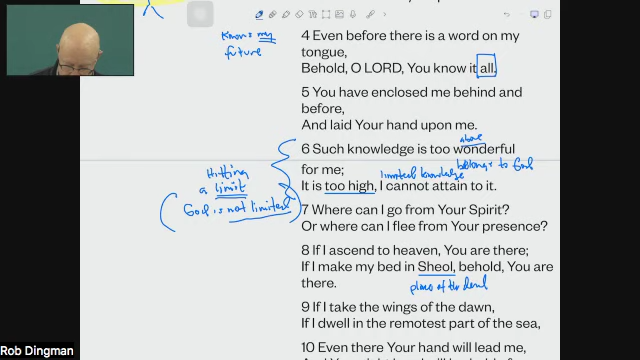 Knows my
future
4 Even before there is a word on my
tongue,
Behold, O LORD, You know it all.
5 You have enclosed me behind and
before,
And laid Your hand upon me.
above
6 Such knowledge is too wonderful
belongs to God
for me;
limited knowledge
It is too high, I cannot attain to it.
Hitting
a limit
God is not limited
7 Where can I go from Your Spirit?
Or where can I flee from Your presence?
8 If I ascend to heaven, You are there;
If I make my bed in Sheol, behold, You are
there.
place of the dead
9 If I take the wings of the dawn,
If I dwell in the remotest part of the sea,
10 Even there Your hand will lead me,
Rob Dingman